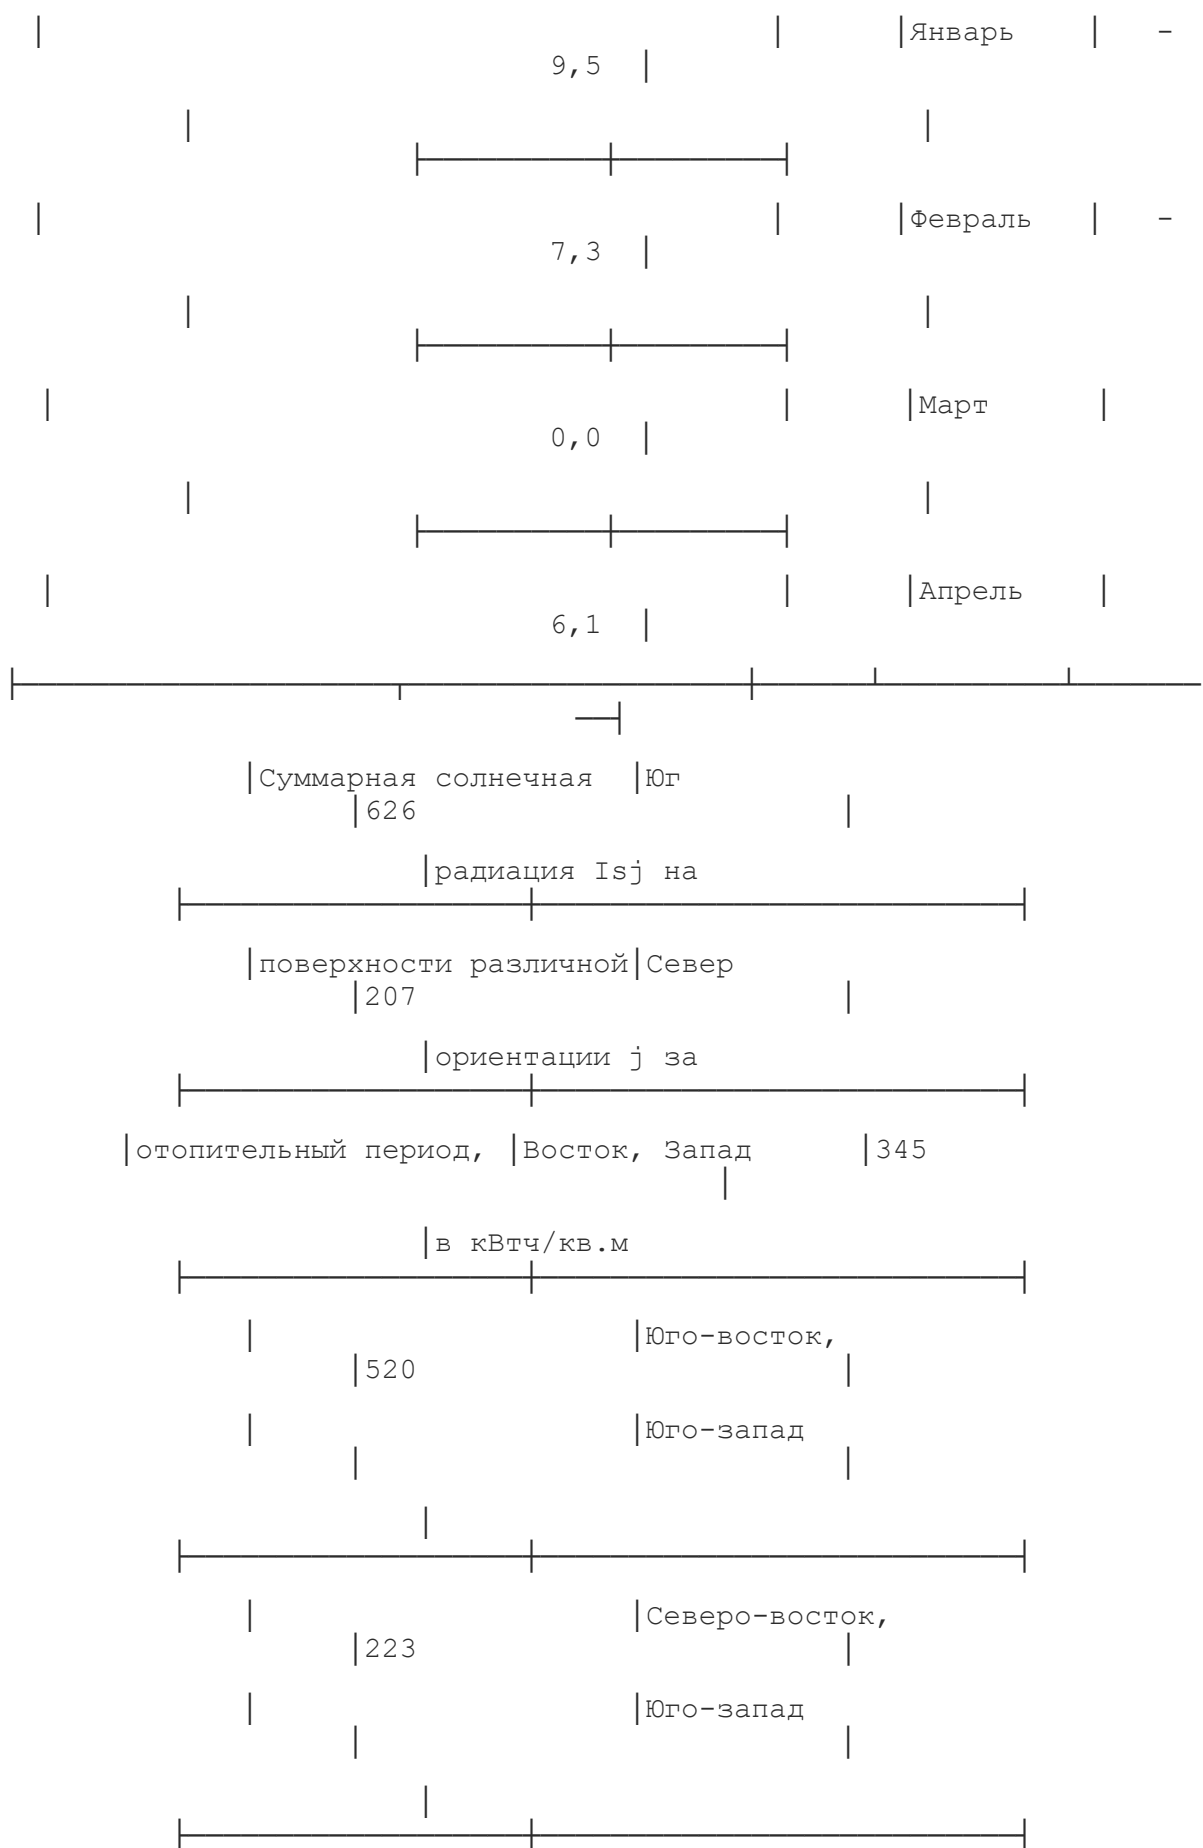 Январь -
9,5
Февраль -
7,3
Март
0,0
Апрель
6,1
Суммарная солнечная Юг
626
радиация Isj на
поверхности различной Север
207
ориентации j за
отопительный период, Восток, Запад 345
в кВтч/кв.м
Юго-восток,
520
Юго-запад
Северо-восток,
223
Юго-запад